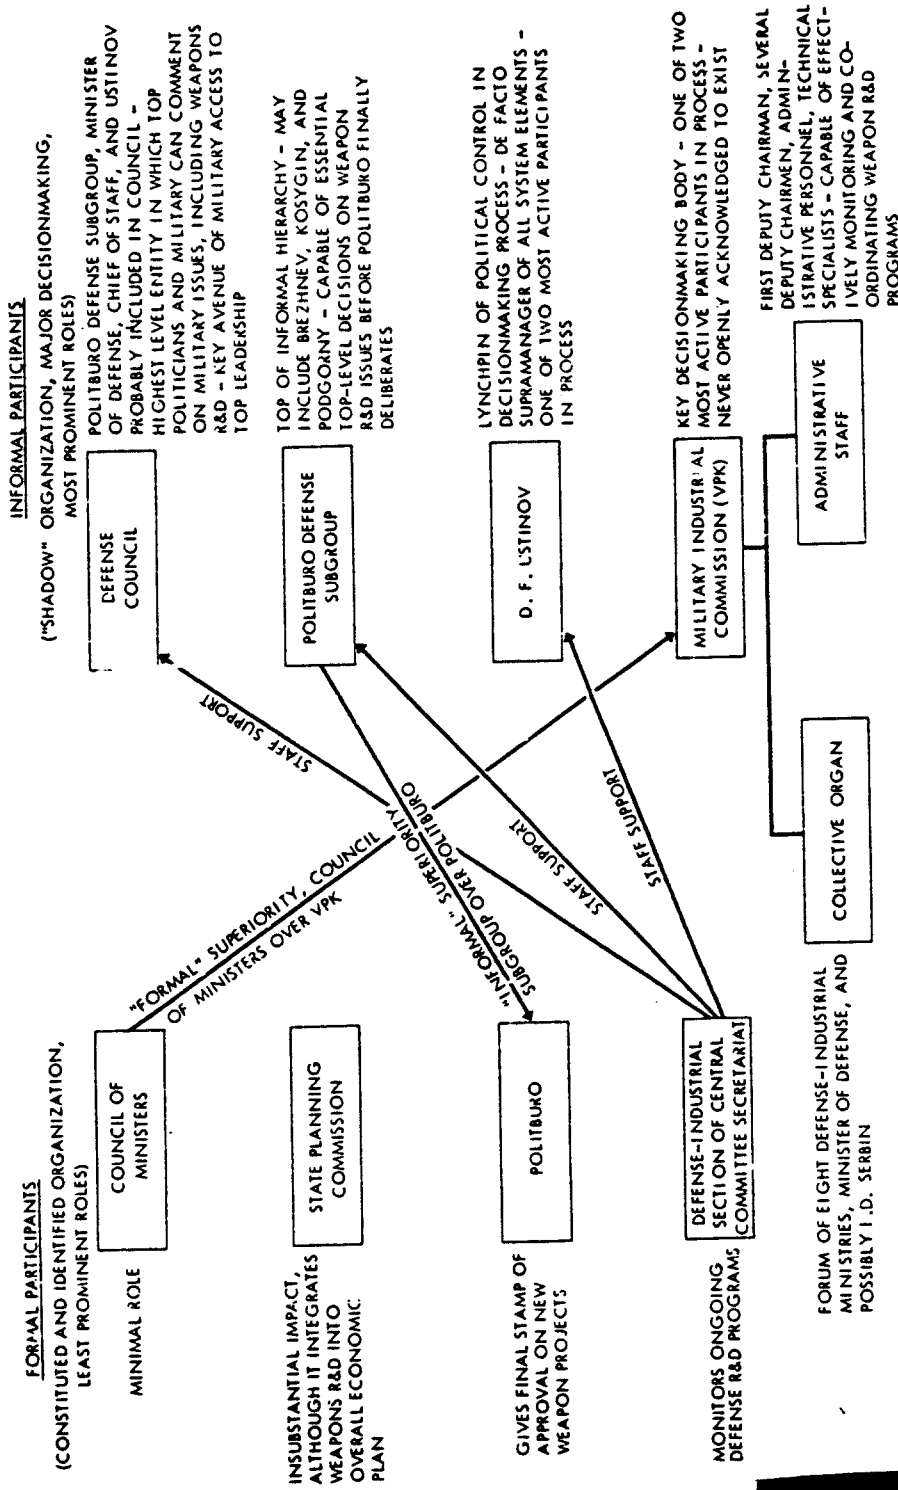 FORMAL PARTICIPANTS
(CONSTITUTED AND IDENTIFIED ORGANIZATION,
LEAST PROMINENT ROLES)
MINIMAL ROLE
COUNCIL OF
MINISTERS
INSUBSTANTIAL IMPACT,
ALTHOUGH IT INTEGRATES
WEAPONS R&D INTO
OVERALL ECONOMIC
PLAN
STATE PLANNING
COMMISSION
GIVES FINAL STAMP OF
APPROVAL ON NEW
WEAPON PROJECTS
POLITBURO
MONITORS ONGOING
DEFENSE R&D PROGRAMS
DEFENSE-INDUSTRIAL
SECTION OF CENTRAL
COMMITTEE SECRETARIAT
"FORMAL" SUPERIORITY, COUNCIL
OF MINISTERS OVER VPK
"INFORMAL" SUPERIORITY
SUBGROUP OVER POLITBURO
STAFF SUPPORT
STAFF SUPPORT
STAFF SUPPORT
INFORMAL PARTICIPANTS
("SHADOW" ORGANIZATION, MAJOR DECISIONMAKING,
MOST PROMINENT ROLES)
DEFENSE
COUNCIL
POLITBURO DEFENSE SUBGROUP, MINISTER
OF DEFENSE, CHIEF OF STAFF, AND USTINOV
PROBABLY INCLUDED IN COUNCIL -
HIGHEST LEVEL ENTITY IN WHICH TOP
POLITICIANS AND MILITARY CAN COMMENT
ON MILITARY ISSUES, INCLUDING WEAPONS
R&D - KEY AVENUE OF MILITARY ACCESS TO
TOP LEADERSHIP
POLITBURO DEFENSE
SUBGROUP
TOP OF INFORMAL HIERARCHY - MAY
INCLUDE BREZHNEV, KOSYGIN, AND
PODGORNY - CAPABLE OF ESSENTIAL
TOP-LEVEL DECISIONS ON WEAPON
R&D ISSUES BEFORE POLITBURO FINALLY
DELIBERATES
D. F. USTINOV
LYNCHPIN OF POLITICAL CONTROL IN
DECISIONMAKING PROCESS - DE FACTO
SUPRAMANAGER OF ALL SYSTEM ELEMENTS -
ONE OF TWO MOST ACTIVE PARTICIPANTS
IN PROCESS
MILITARY INDUSTRIAL
COMMISSION (VPK)
KEY DECISIONMAKING BODY - ONE OF TWO
MOST ACTIVE PARTICIPANTS IN PROCESS -
NEVER OPENLY ACKNOWLEDGED TO EXIST
FORUM OF EIGHT DEFENSE-INDUSTRIAL
MINISTRIES, MINISTER OF DEFENSE, AND
POSSIBLY I.D. SERBIN
COLLECTIVE ORGAN
ADMINISTRATIVE
STAFF
FIRST DEPUTY CHAIRMAN, SEVERAL
DEPUTY CHAIRMEN, ADMIN-
ISTRATIVE PERSONNEL, TECHNICAL
SPECIALISTS - CAPABLE OF EFFECT-
IVELY MONITORING AND CO-
ORDINATING WEAPON R&D
PROGRAMS